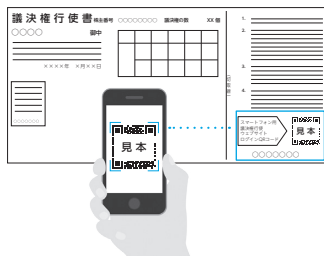 議決権行使書 株主番号 ○○○○○○○○ 議決権の数 XX 個
○○○○ 御中
××××年 ×月××日
○○○○○○○
見本
1.
2.
3.
4.
スマートフォン用
議決権行使
ウェブサイト
ログインQRコード
見本
○○○○○○○